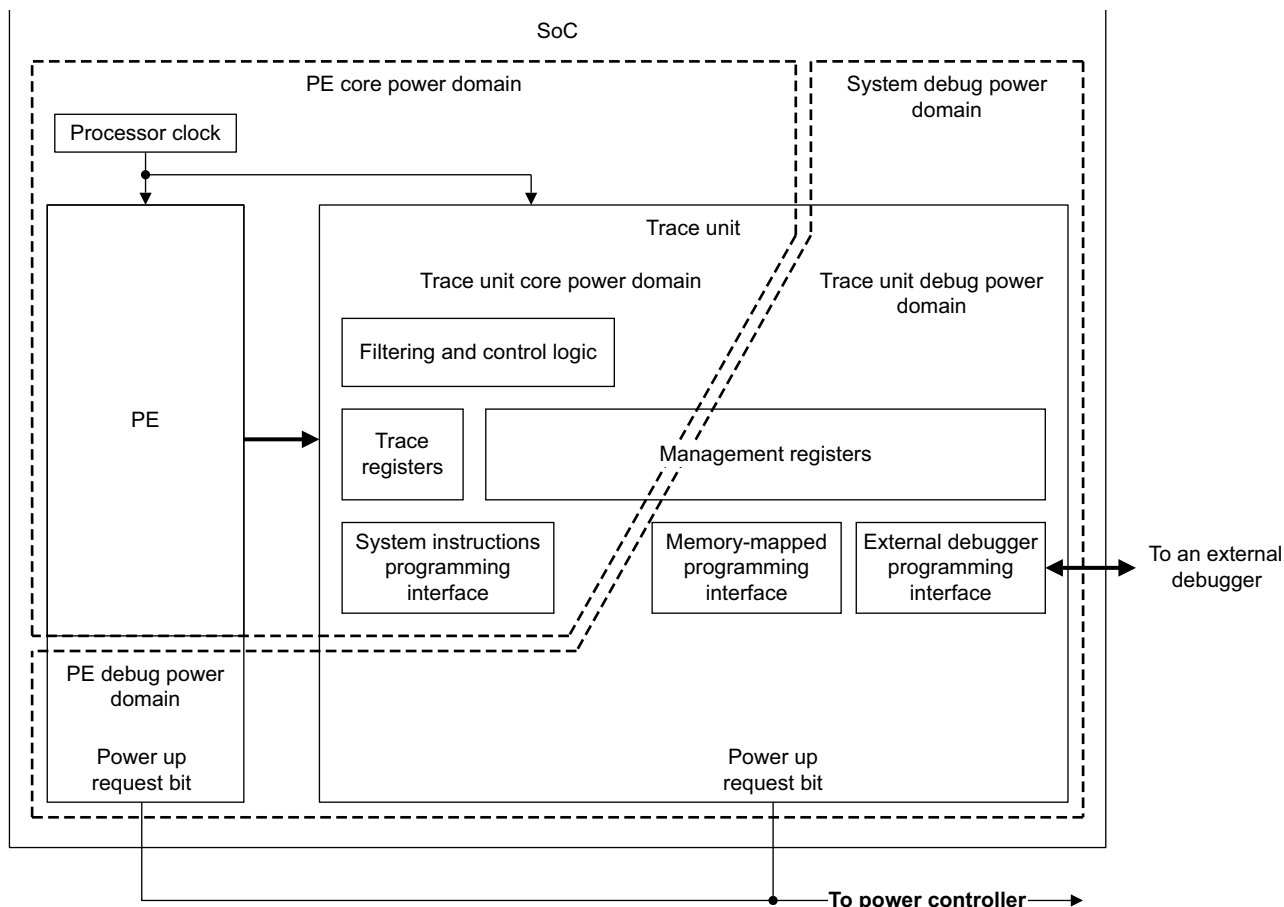 SoC
PE core power domain
System debug power
domain
Processor clock
Trace unit
Trace unit core power domain
Trace unit debug power
domain
Filtering and control logic
PE
Trace
registers
Management registers
System instructions
programming
interface
Memory-mapped
programming
interface
External debugger
programming
interface
To an external
debugger
PE debug power
domain
Power up
request bit
Power up
request bit
To power controller